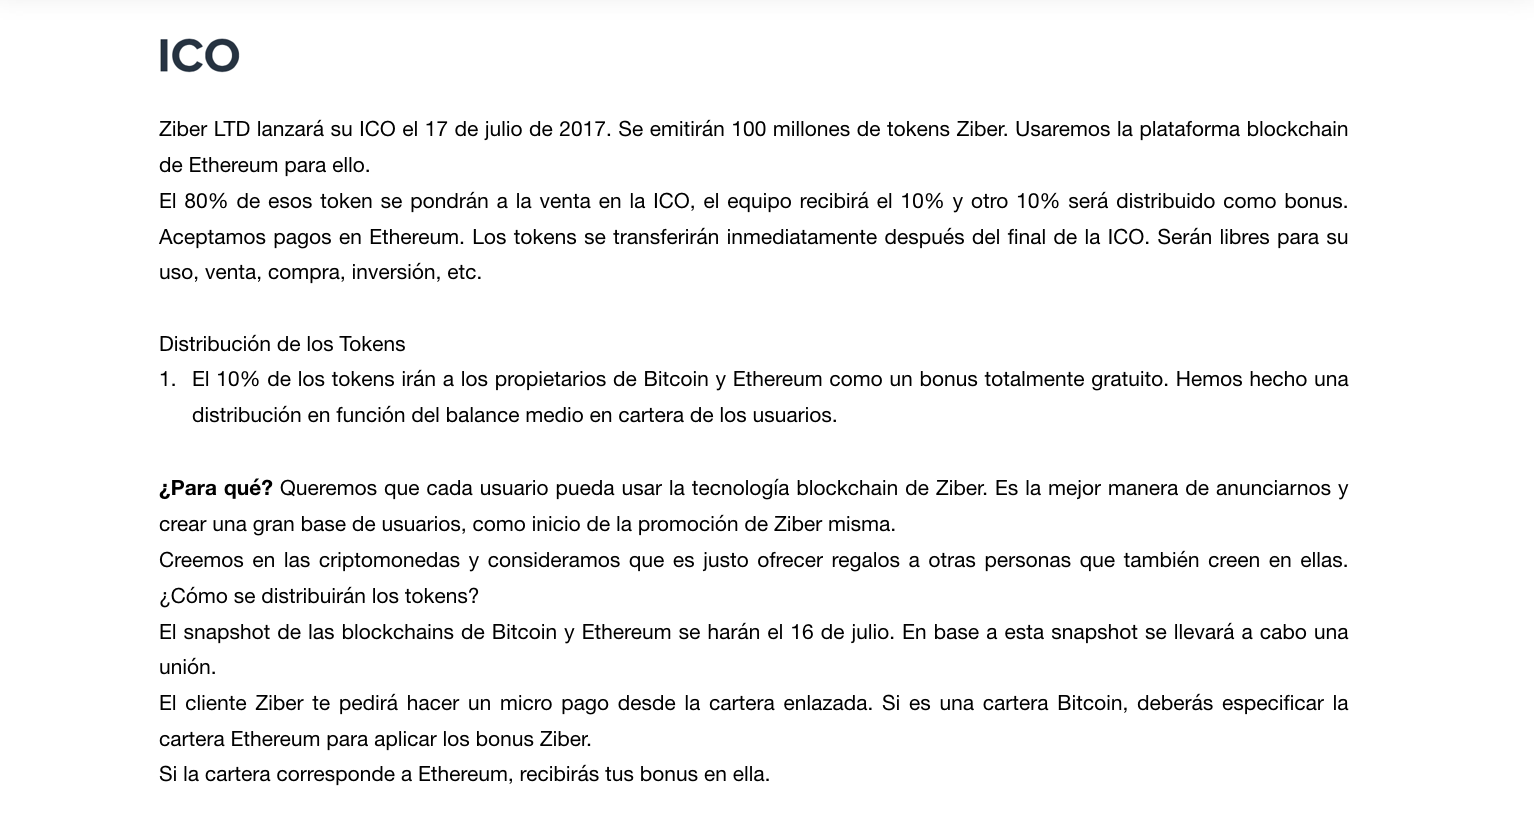 ICO
Ziber LTD lanzará su ICO el 17 de julio de 2017. Se emitirán 100 millones de tokens Ziber. Usaremos la plataforma blockchain
de Ethereum para ello.
El 80% de esos token se pondrán a la venta en la ICO, el equipo recibirá el 10% y otro 10% será distribuido como bonus.
Aceptamos pagos en Ethereum. Los tokens se transferirán inmediatamente después del final de la ICO. Serán libres para su
uso, venta, compra, inversión, etc.
Distribución de los Tokens
1. El 10% de los tokens irán a los propietarios de Bitcoin y Ethereum como un bonus totalmente gratuito. Hemos hecho una
distribución en función del balance medio en cartera de los usuarios.
¿Para qué? Queremos que cada usuario pueda usar la tecnología blockchain de Ziber. Es la mejor manera de anunciarnos y
crear una gran base de usuarios, como inicio de la promoción de Ziber misma.
Creemos en las criptomonedas y consideramos que es justo ofrecer regalos a otras personas que también creen en ellas.
¿Cómo se distribuirán los tokens?
El snapshot de las blockchains de Bitcoin y Ethereum se harán el 16 de julio. En base a esta snapshot se llevará a cabo una
unión.
El cliente Ziber te pedirá hacer un micro pago desde la cartera enlazada. Si es una cartera Bitcoin, deberás especificar la
cartera Ethereum para aplicar los bonus Ziber.
Si la cartera corresponde a Ethereum, recibirás tus bonus en ella.